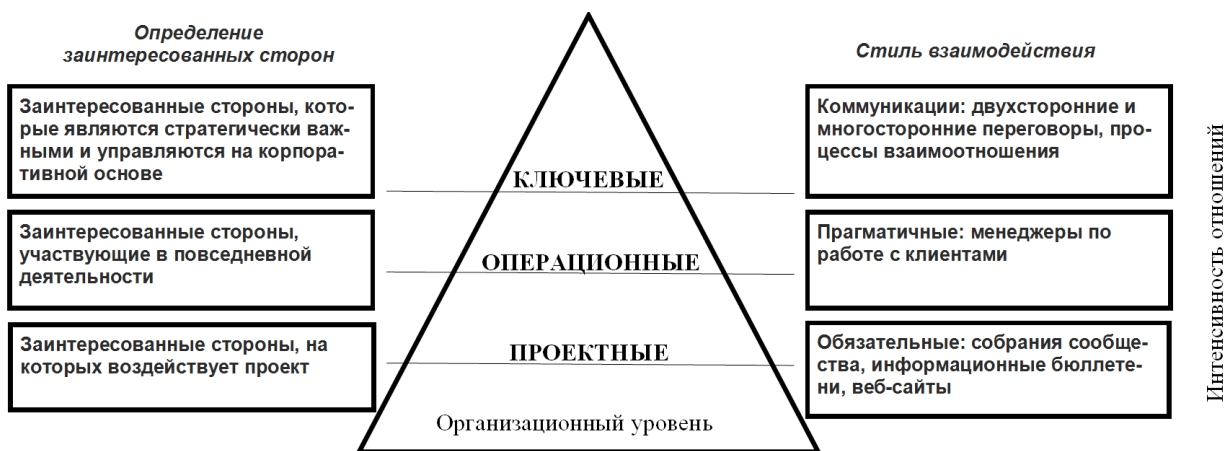 Определение
заинтересованных сторон
Заинтересованные стороны, кото-
рые являются стратегически важ-
ными и управляются на корпора-
тивной основе
Заинтересованные стороны,
участвующие в повседневной
деятельности
Заинтересованные стороны, на
которых воздействует проект
КЛЮЧЕВЫЕ
ОПЕРАЦИОННЫЕ
ПРОЕКТНЫЕ
Организационный уровень
Стиль взаимодействия
Коммуникации: двухсторонние и
многосторонние переговоры, про-
цессы взаимоотношения
Прагматичные: менеджеры по
работе с клиентами
Обязательные: собрания сообще-
ства, информационные бюллете-
ни, веб-сайты
Интенсивность отношений